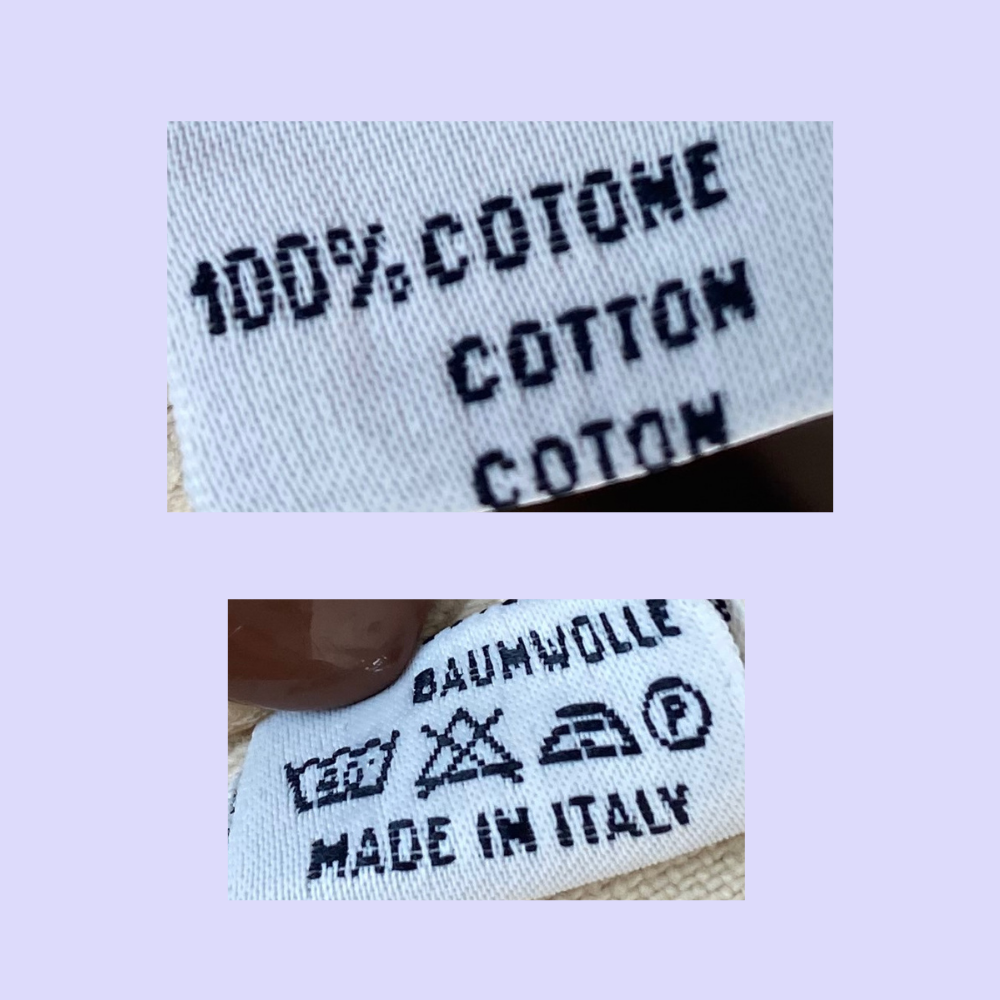 100% COTONE
COTTON
COTON
BAUMWOLLE
P
MADE IN ITALY